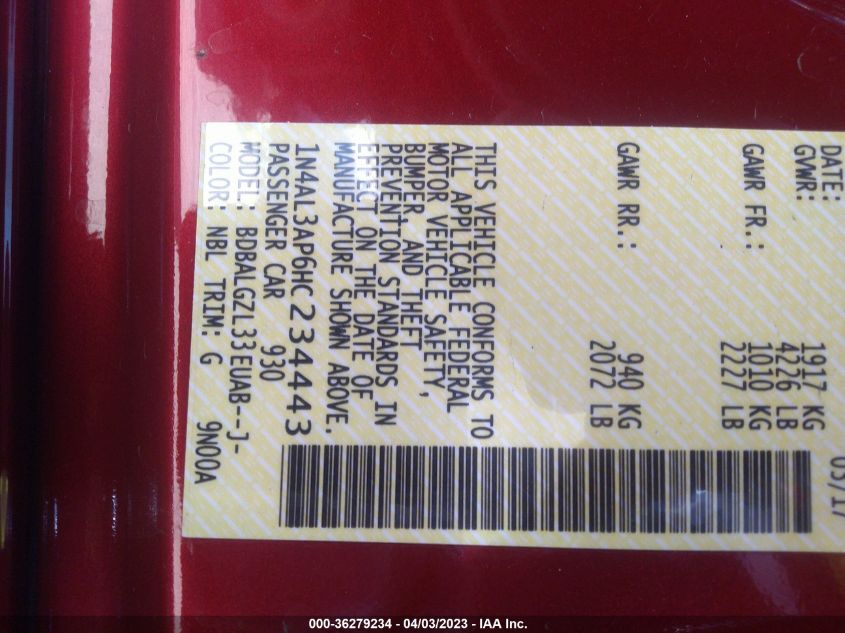 DATE: 03/17
GVWR: 1917 KG
4226 LB
GAWR FR.: 1010 KG
2227 LB
GAWR RR.: 940 KG
2072 LB
THIS VEHICLE CONFORMS TO
ALL APPLICABLE FEDERAL
MOTOR VEHICLE SAFETY,
BUMPER, AND THEFT
PREVENTION STANDARDS IN
EFFECT ON THE DATE OF
MANUFACTURE SHOWN ABOVE.
1N4AL3AP6HC234443
PASSENGER CAR 930
MODEL: BDBALGZL33EUAB--J-
COLOR: NBL TRIM: G 9N00A
000-36279234 - 04/03/2023 - IAA Inc.